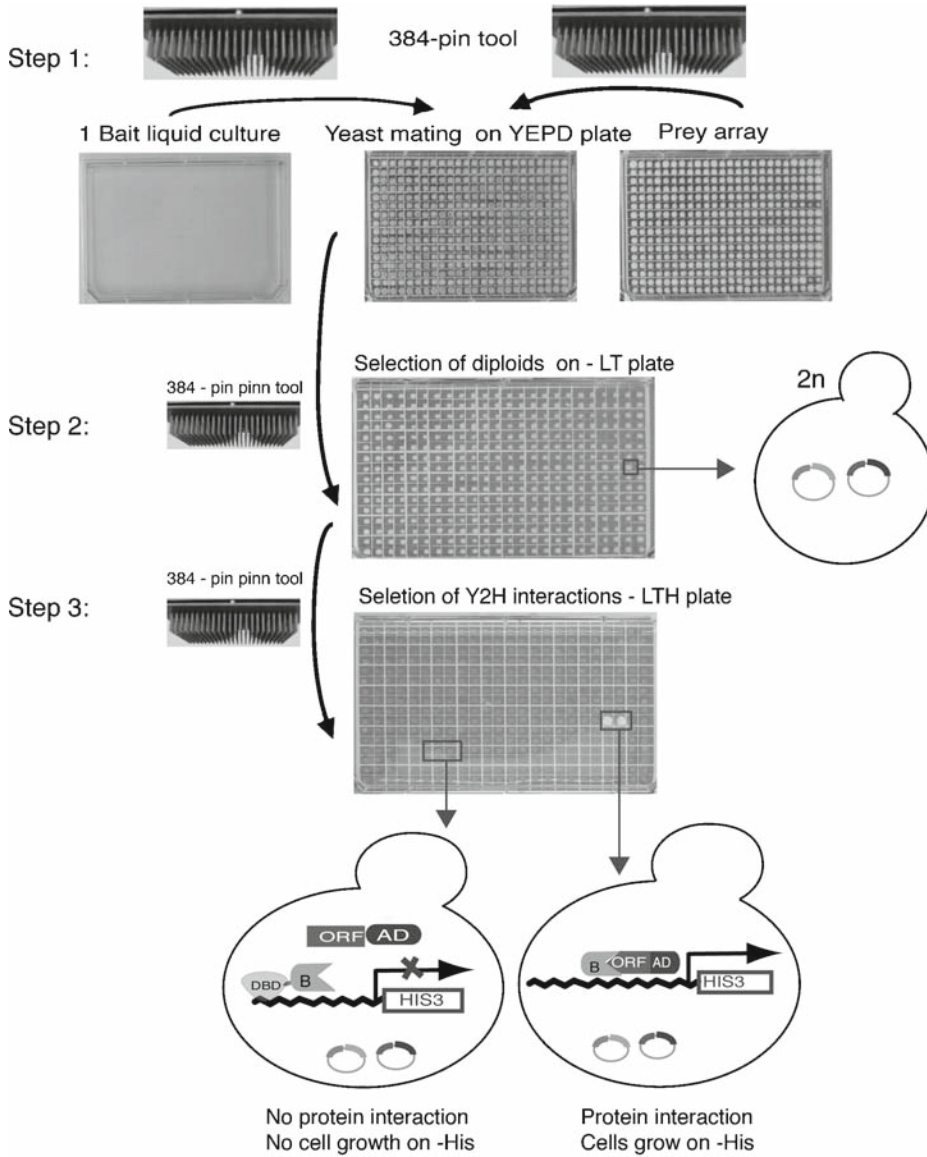 384-pin tool
Step 1:
1 Bait liquid culture
Yeast mating on YEPD plate
Prey array
Selection of diploids on - LT plate
2n
384 - pin pinn tool
Step 2:
384 - pin pinn tool
Step 3:
Seletion of Y2H interactions - LTH plate
ORF AD
DBD B
HIS3
B ORF AD
HIS3
No protein interaction
No cell growth on -His
Protein interaction
Cells grow on -His